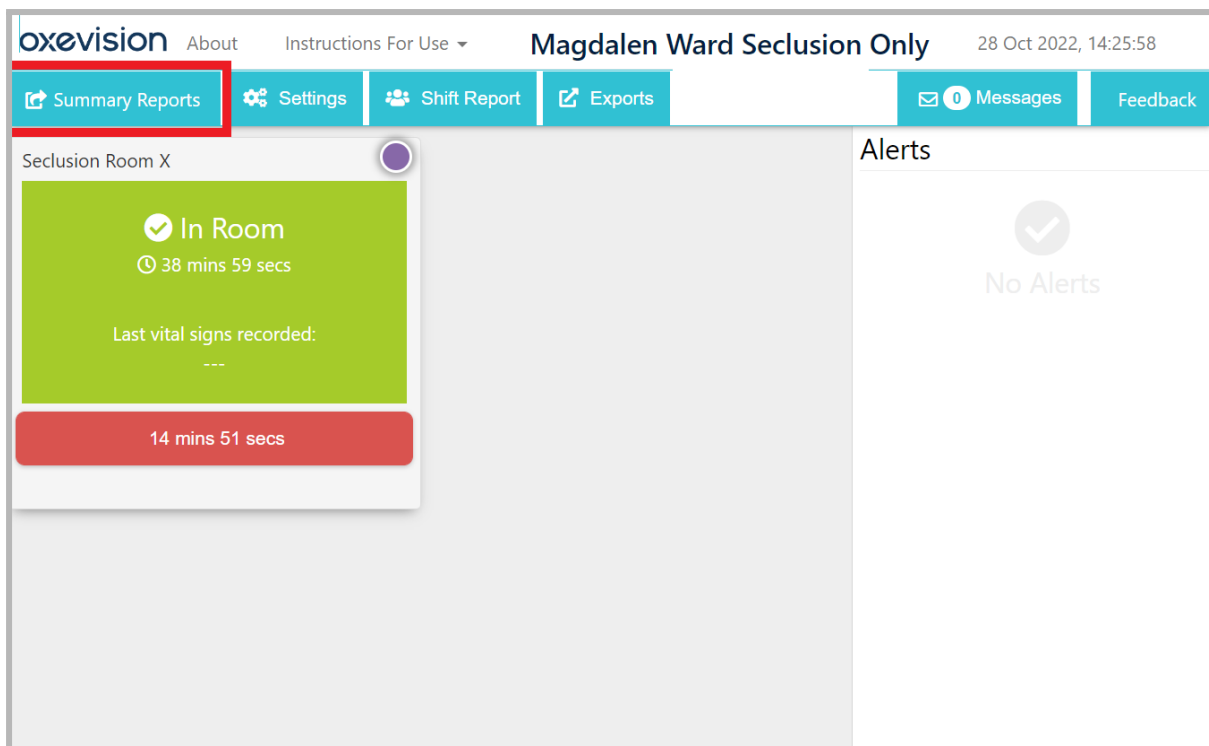 oxevision About Instructions For Use Magdalen Ward Seclusion Only 28 Oct 2022, 14:25:58
Summary Reports Settings Shift Report Exports 0 Messages Feedback
Seclusion Room X
In Room
38 mins 59 secs
Last vital signs recorded:
---
14 mins 51 secs
Alerts
No Alerts